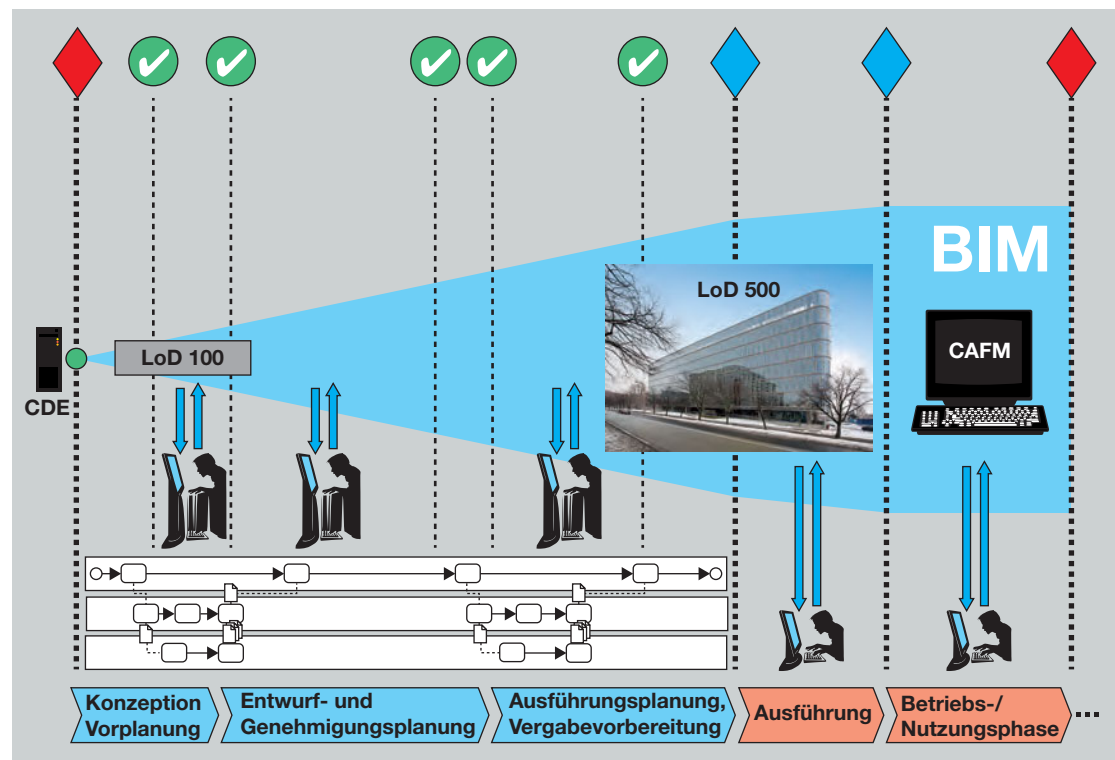 BIM
LoD 500
LoD 100
CAFM
CDE
Konzeption
Vorplanung
Entwurf- und
Genehmigungsplanung
Ausführungsplanung,
Vergabevorbereitung
Ausführung
Betriebs-/
Nutzungsphase